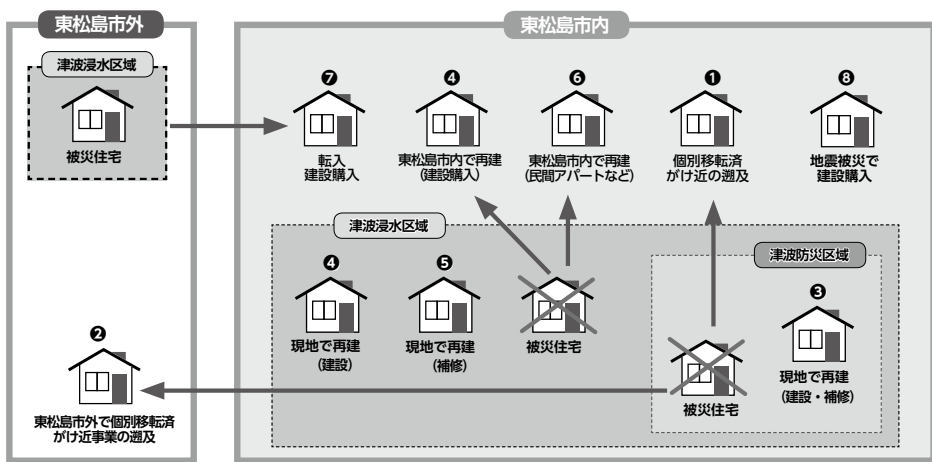 東松島市外
津波浸水区域
被災住宅
❷
東松島市外で個別移転済
がけ近事業の遡及
東松島市内
❼
転入
建設購入
❹
東松島市内で再建
(建設購入)
❻
東松島市内で再建
(民間アパートなど)
❶
個別移転済
がけ近の遡及
❽
地震被災で
建設購入
津波浸水区域
❹
現地で再建
(建設)
❺
現地で再建
(補修)
被災住宅
津波防災区域
被災住宅
❸
現地で再建
(建設・補修)